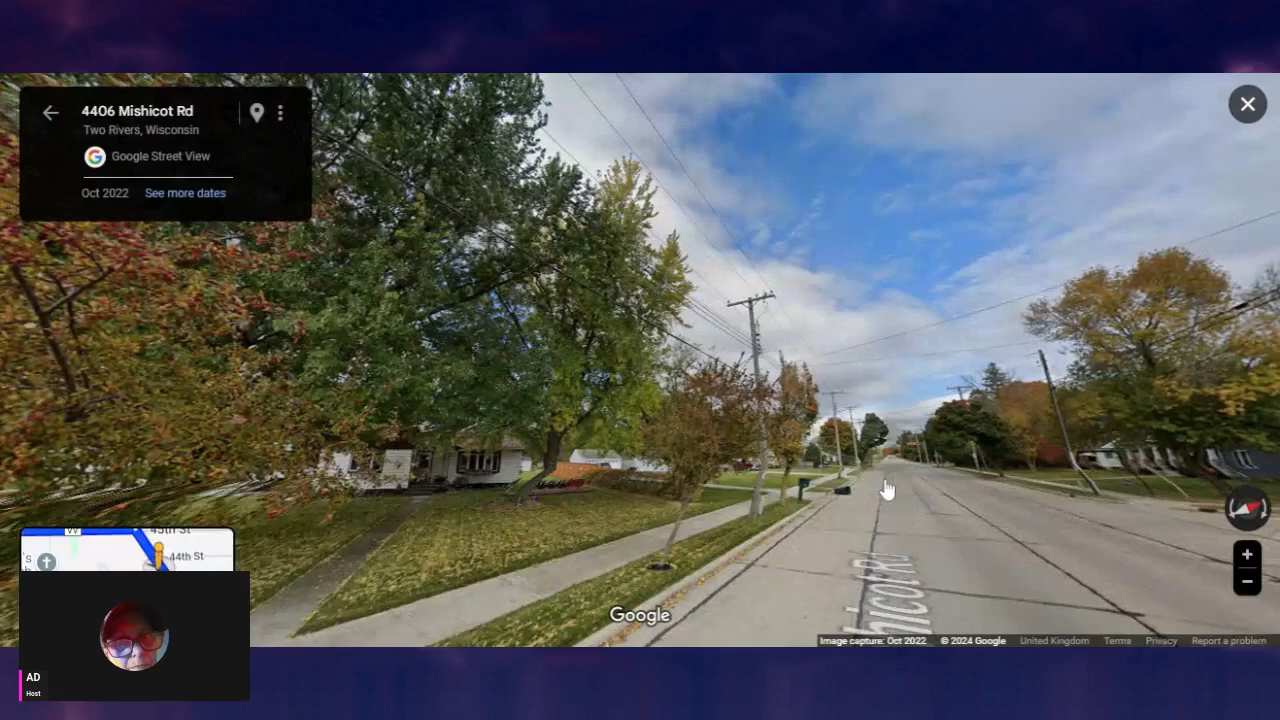 4406 Mishicot Rd
Two Rivers, Wisconsin
Google Street View
Oct 2022 See more dates
45th St
44th St
Google
Image capture: Oct 2022 © 2024 Google United Kingdom Terms Privacy Report a problem
AD
Host